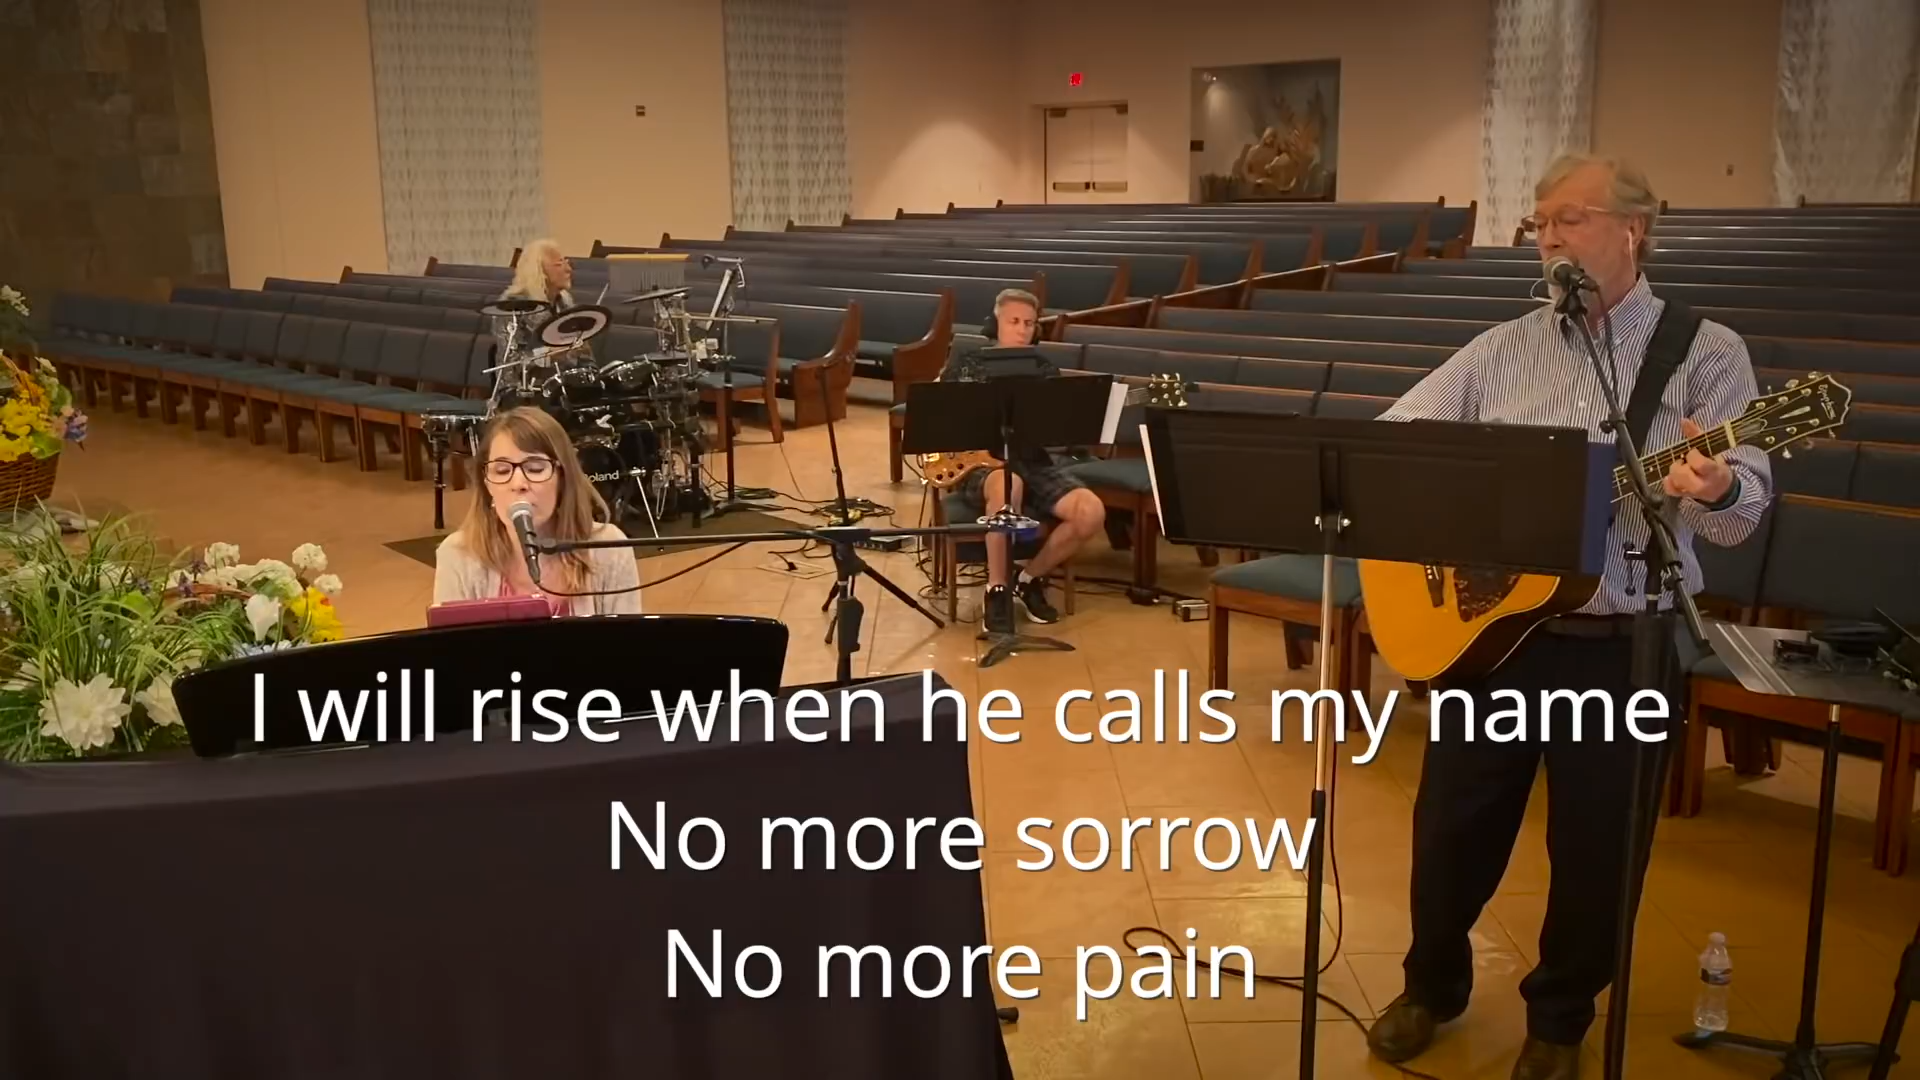 I will rise when he calls my name
No more sorrow
No more pain